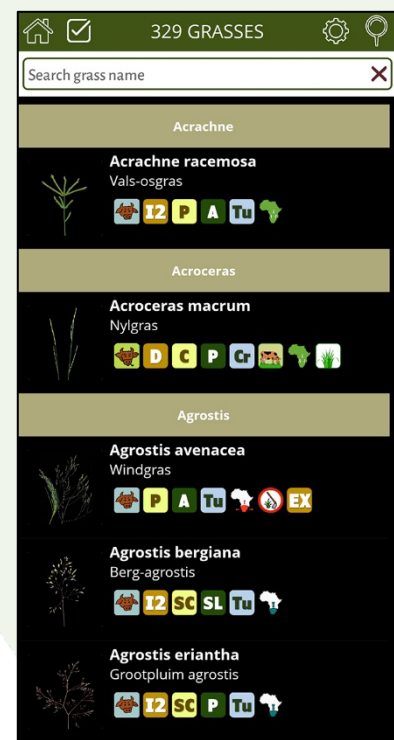 329 GRASSES
Search grass name
Acrachne
Acrachne racemosa
Vals-osgras
I2 P A Tu
Acroceras
Acroceras macrum
Nylgras
D C P Cr
Agrostis
Agrostis avenacea
Windgras
P A Tu EX
Agrostis bergiana
Berg-agrostis
I2 SC SL Tu
Agrostis eriantha
Grootpluim agrostis
I2 SC P Tu